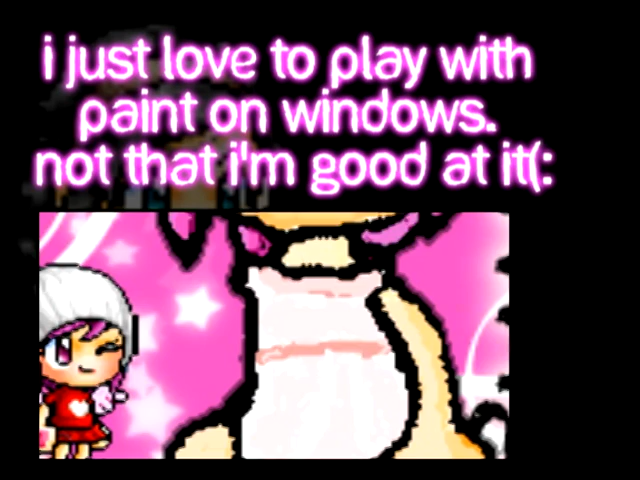 i just love to play with
paint on windows.
not that i'm good at it(: